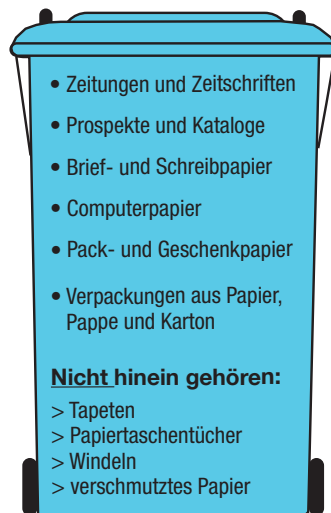 • Zeitungen und Zeitschriften
• Prospekte und Kataloge
• Brief- und Schreibpapier
• Computerpapier
• Pack- und Geschenkpapier
• Verpackungen aus Papier,
Pappe und Karton
Nicht hinein gehören:
> Tapeten
> Papiertaschentücher
> Windeln
> verschmutztes Papier